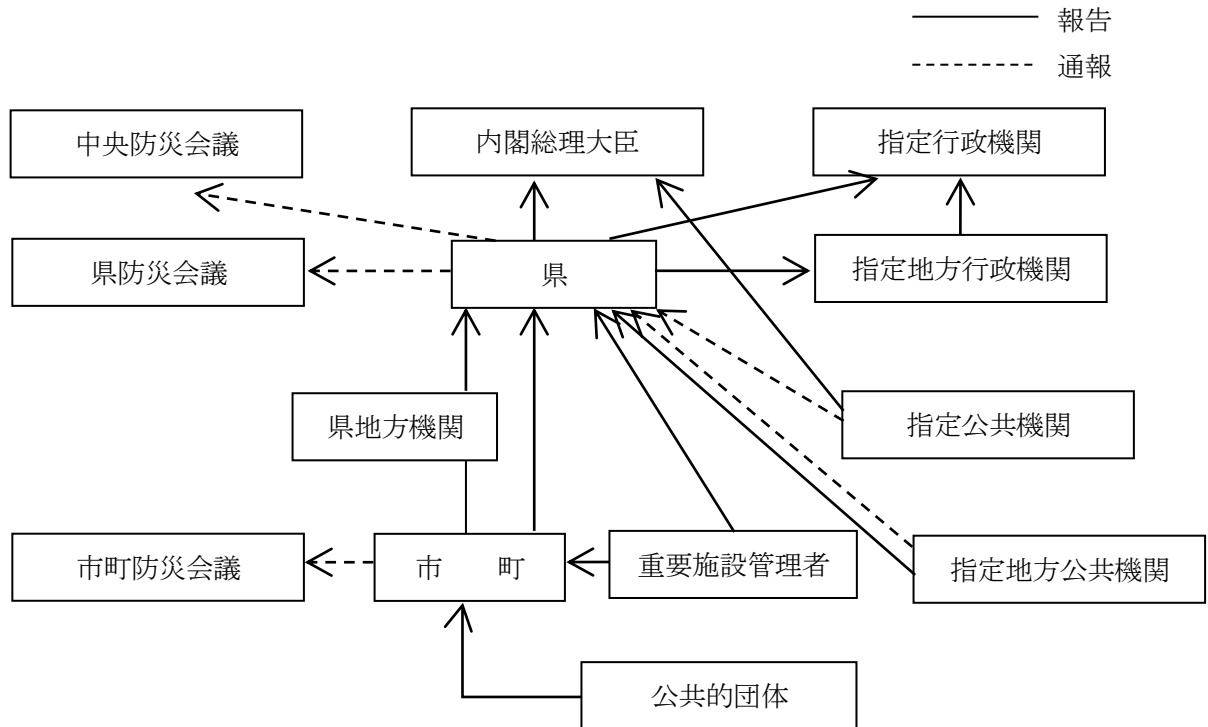 報告
通報
中央防災会議
内閣総理大臣
指定行政機関
県防災会議
県
指定地方行政機関
県地方機関
指定公共機関
市町防災会議
市　　町
重要施設管理者
指定地方公共機関
公共的団体